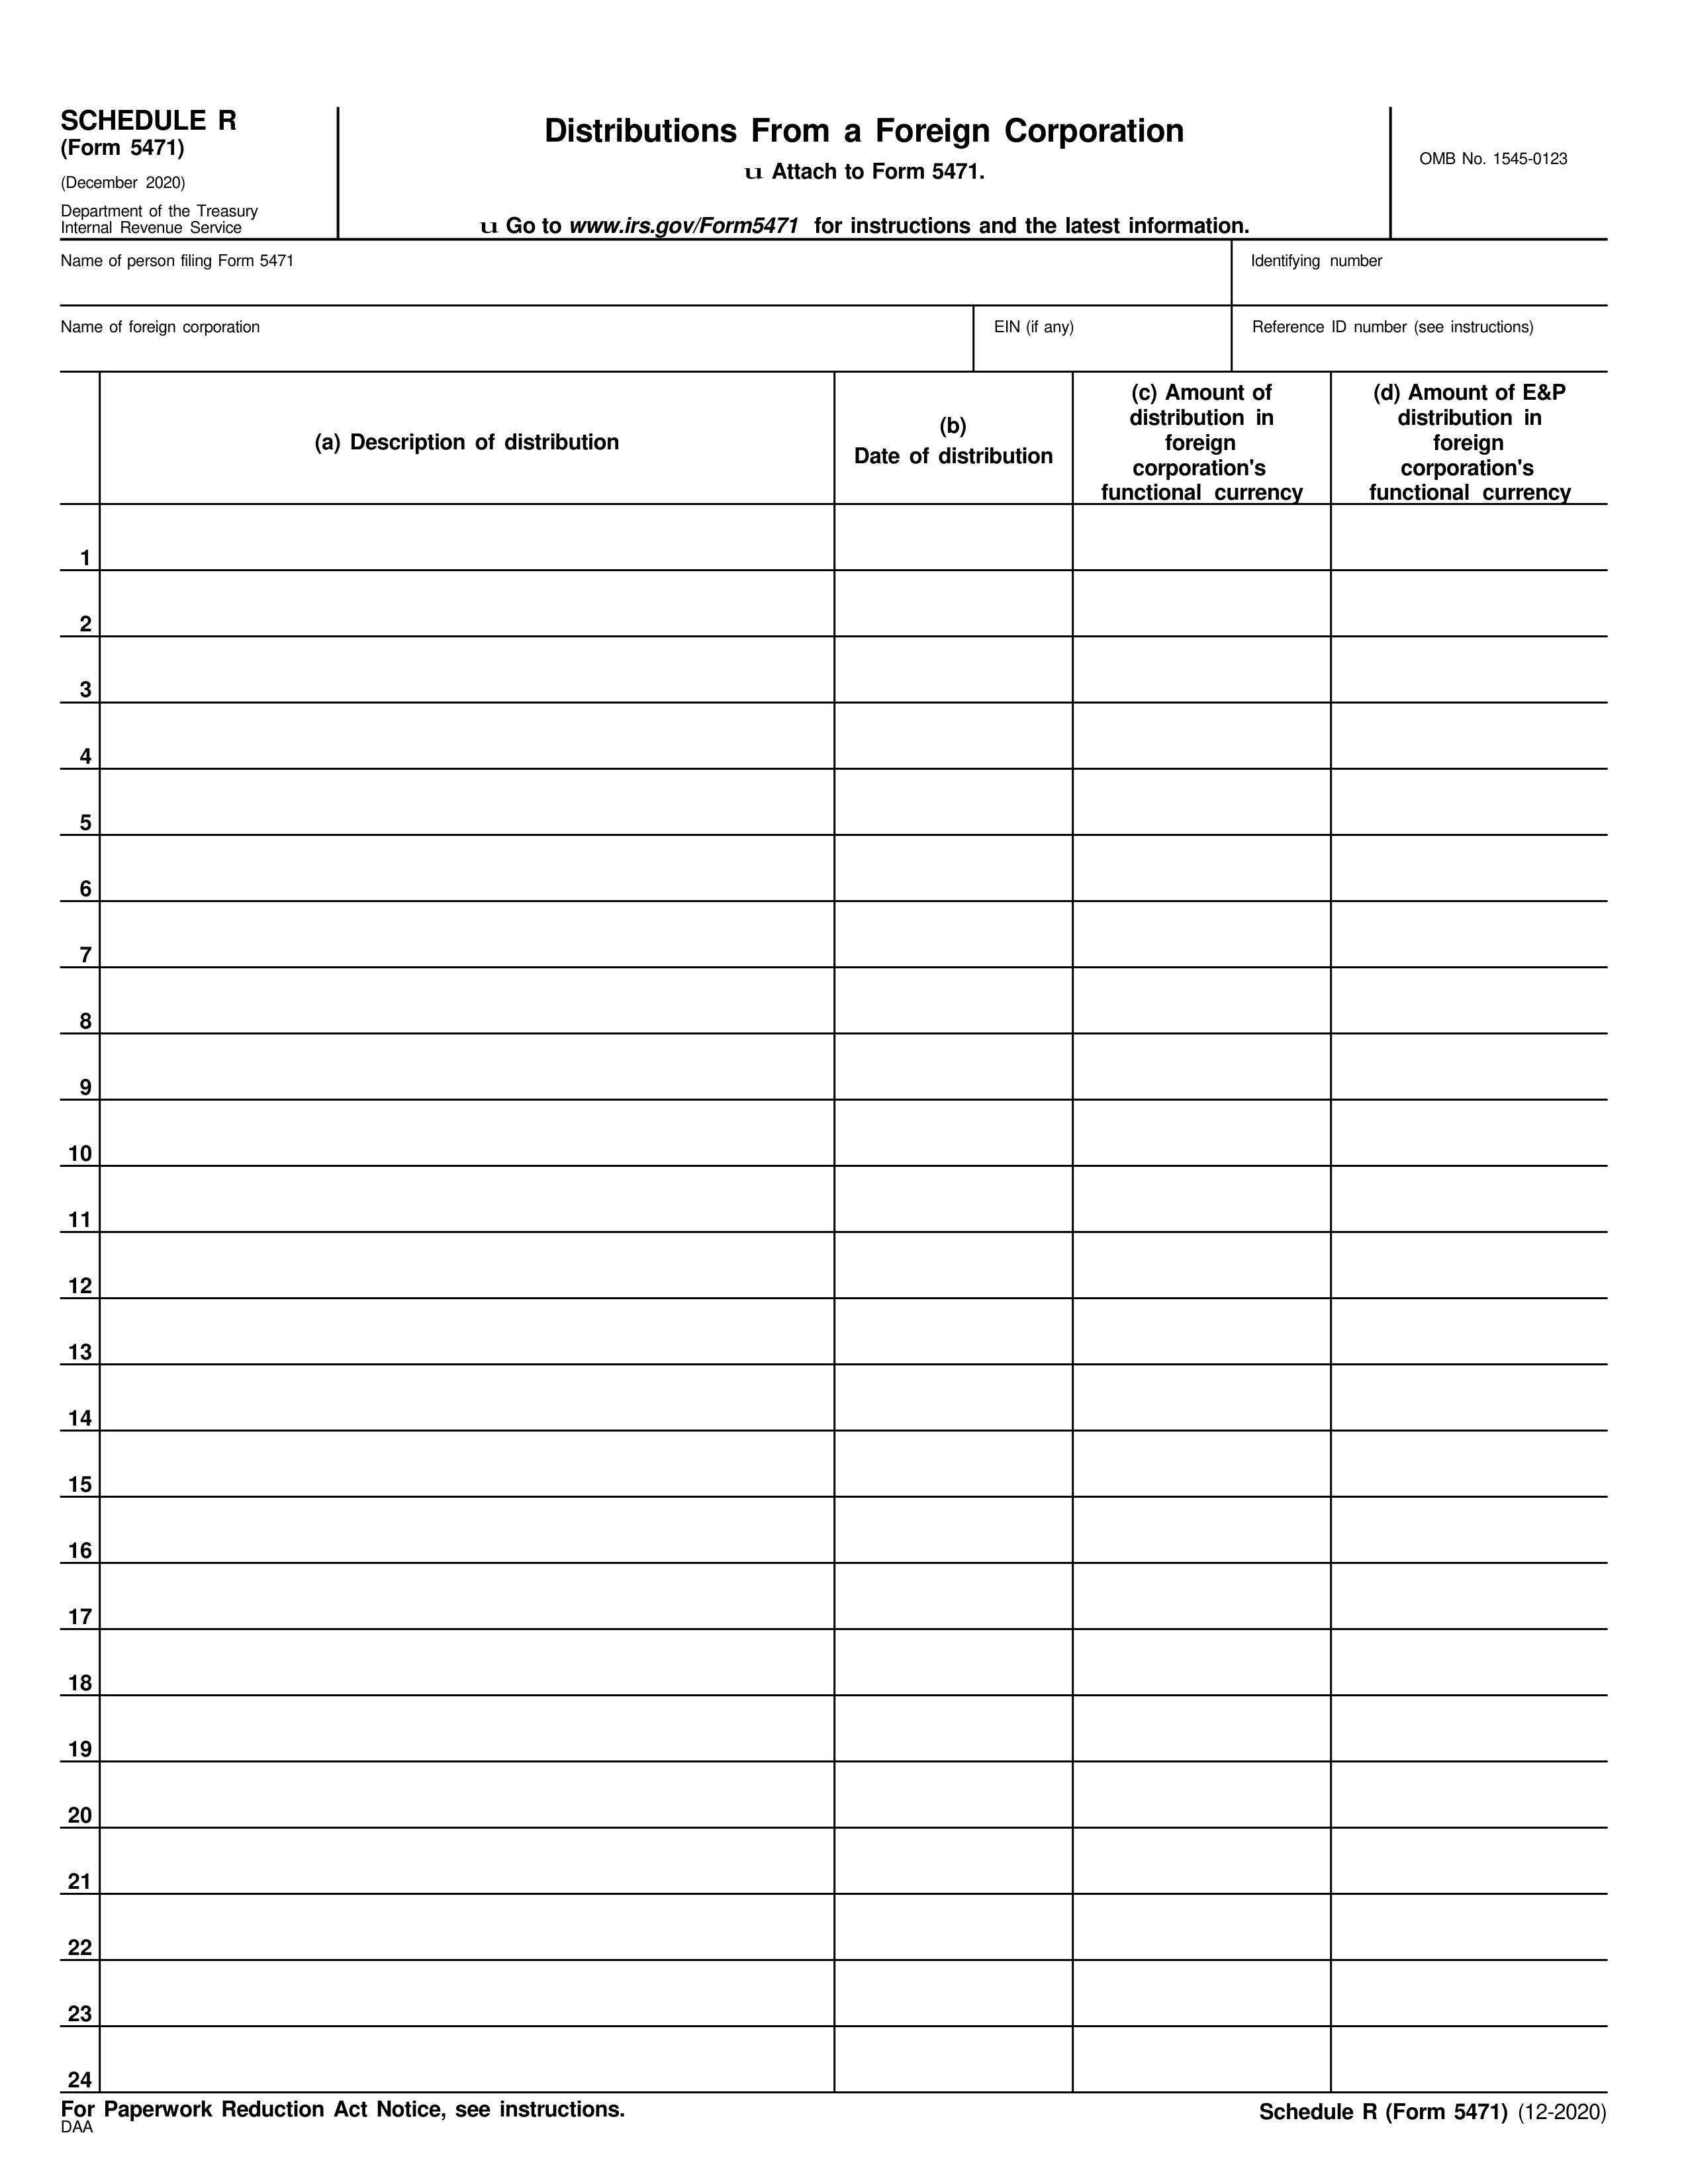 SCHEDULE R
(Form 5471)
(December 2020)
Department of the Treasury
Internal Revenue Service
Distributions From a Foreign Corporation
u Attach to Form 5471.
u Go to www.irs.gov/Form5471 for instructions and the latest information.
OMB No. 1545-0123
Name of person filing Form 5471
Identifying number
Name of foreign corporation
EIN (if any)
Reference ID number (see instructions)
(a) Description of distribution
(b)
Date of distribution
(c) Amount of
distribution in
foreign
corporation's
functional currency
(d) Amount of E&P
distribution in
foreign
corporation's
functional currency
1
2
3
4
5
6
7
8
9
10
11
12
13
14
15
16
17
18
19
20
21
22
23
24
For Paperwork Reduction Act Notice, see instructions.
DAA
Schedule R (Form 5471) (12-2020)